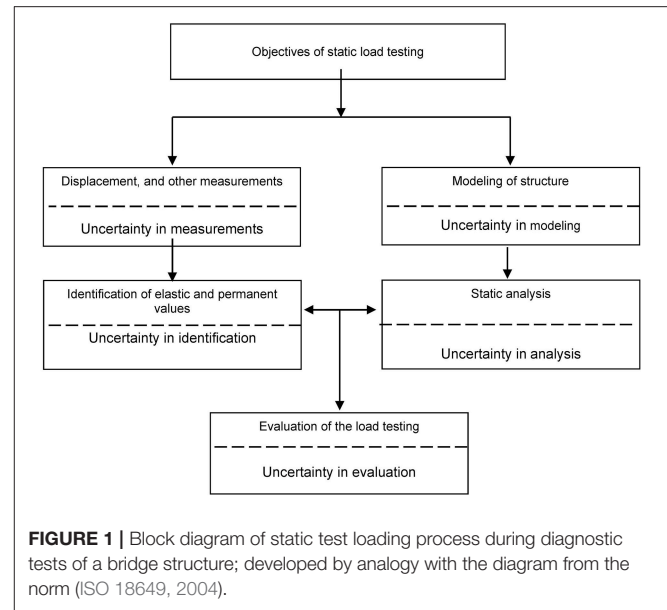 Objectives of static load testing
Displacement, and other measurements
Uncertainty in measurements
Modeling of structure
Uncertainty in modeling
Identification of elastic and permanent
values
Uncertainty in identification
Static analysis
Uncertainty in analysis
Evaluation of the load testing
Uncertainty in evaluation
FIGURE 1 | Block diagram of static test loading process during diagnostic
tests of a bridge structure; developed by analogy with the diagram from the
norm (ISO 18649, 2004).